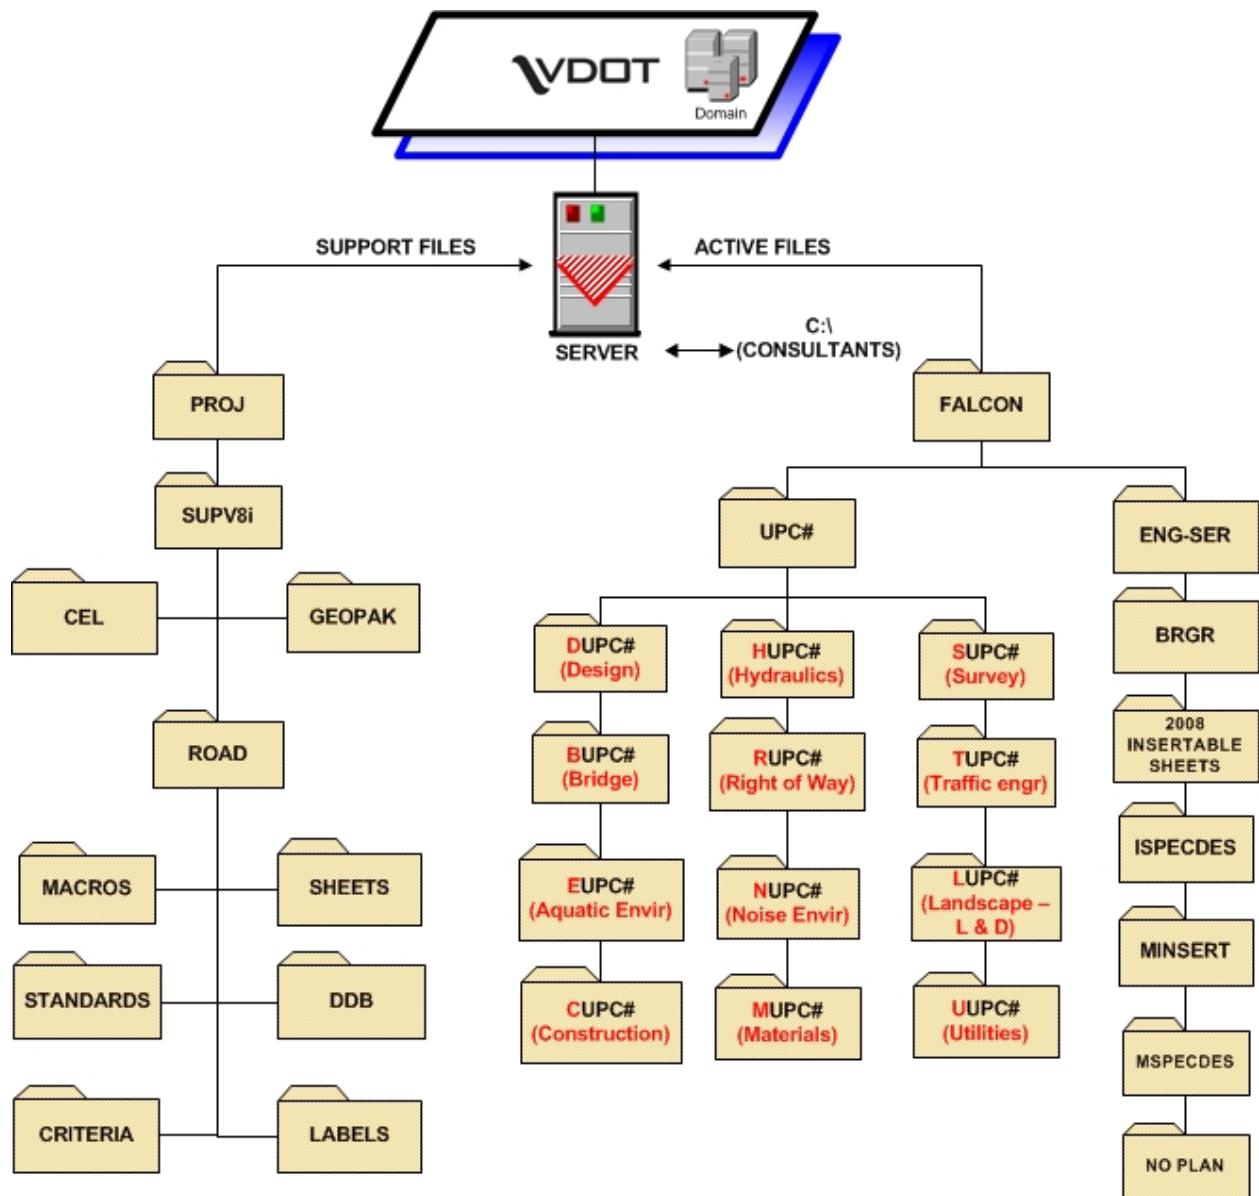 VDOT
Domain
SUPPORT FILES
ACTIVE FILES
C:\
(CONSULTANTS)
SERVER
PROJ
FALCON
SUPV8i
UPC#
ENG-SER
CEL
GEOPAK
BRGR
DUPC#
(Design)
HUPC#
(Hydraulics)
SUPC#
(Survey)
ROAD
BUPC#
(Bridge)
RUPC#
(Right of Way)
TUPC#
(Traffic engr)
2008
INSERTABLE
SHEETS
MACROS
SHEETS
EUPC#
(Aquatic Envir)
NUPC#
(Noise Envir)
LUPC#
(Landscape –
L & D)
ISPECDES
MINSERT
STANDARDS
DDB
CUPC#
(Construction)
MUPC#
(Materials)
UUPC#
(Utilities)
MSPECDES
CRITERIA
LABELS
NO PLAN